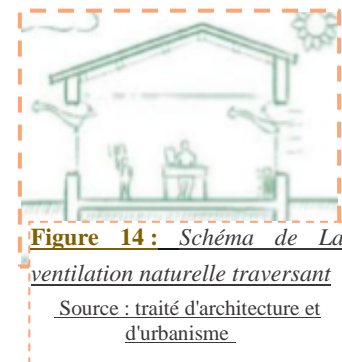 Figure 14 : Schéma de La
ventilation naturelle traversant
Source : traité d'architecture et
d'urbanisme